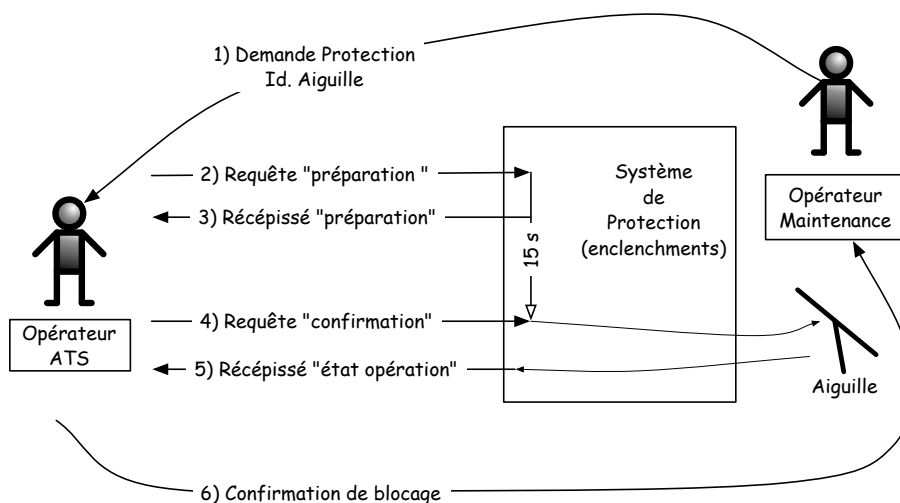 1) Demande Protection
Id. Aiguille
2) Requête "préparation "
3) Récépissé "préparation"
15 s
4) Requête "confirmation"
5) Récépissé "état opération"
6) Confirmation de blocage
Opérateur
ATS
Système
de
Protection
(enclenchments)
Opérateur
Maintenance
Aiguille